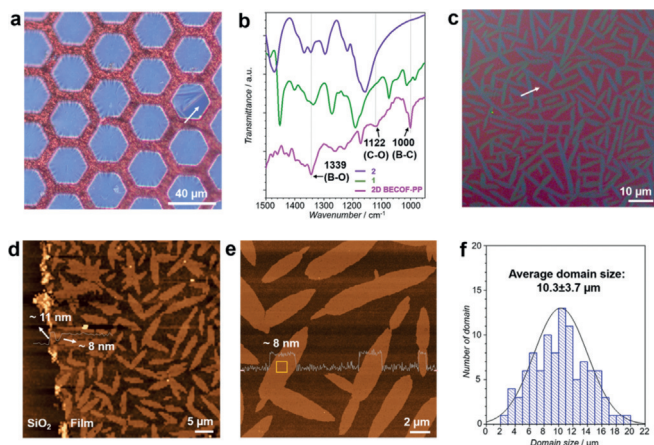 a
40 µm
b
Transmittance / a.u.
1122
(C-O)
1000
(B-C)
1339
(B-O)
2
1
2D BECOF-PP
1500 1400 1300 1200 1100 1000
Wavenumber / cm⁻¹
c
10 µm
d
~ 11 nm
~ 8 nm
SiO₂ Film
5 µm
e
~ 8 nm
2 µm
f
Average domain size:
10.3±3.7 µm
Number of domain
20
15
10
5
0
0 2 4 6 8 10 12 14 16 18 20 22
Domain size / µm